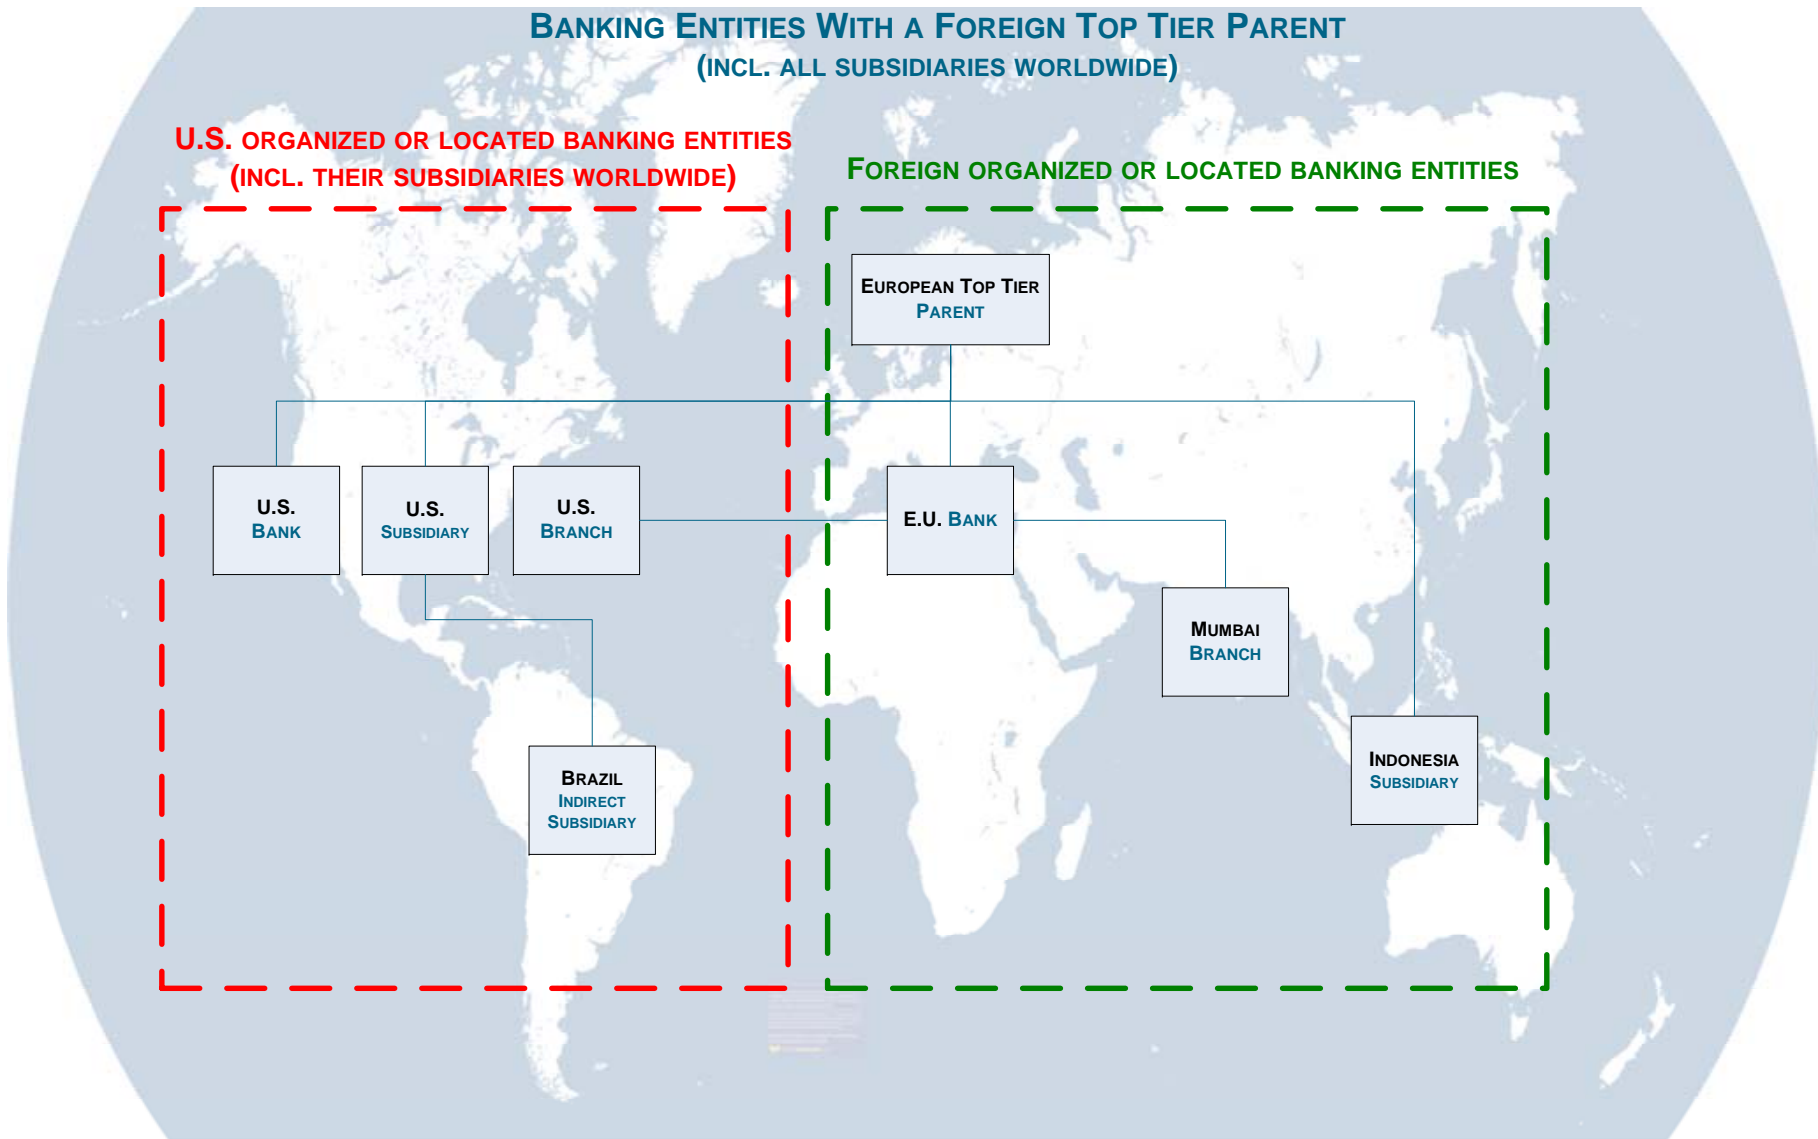 BANKING ENTITIES WITH A FOREIGN TOP TIER PARENT
(INCL. ALL SUBSIDIARIES WORLDWIDE)
U.S. ORGANIZED OR LOCATED BANKING ENTITIES
(INCL. THEIR SUBSIDIARIES WORLDWIDE)
FOREIGN ORGANIZED OR LOCATED BANKING ENTITIES
EUROPEAN TOP TIER
PARENT
U.S.
BANK
U.S.
SUBSIDIARY
U.S.
BRANCH
E.U. BANK
MUMBAI
BRANCH
BRAZIL
INDIRECT
SUBSIDIARY
INDONESIA
SUBSIDIARY